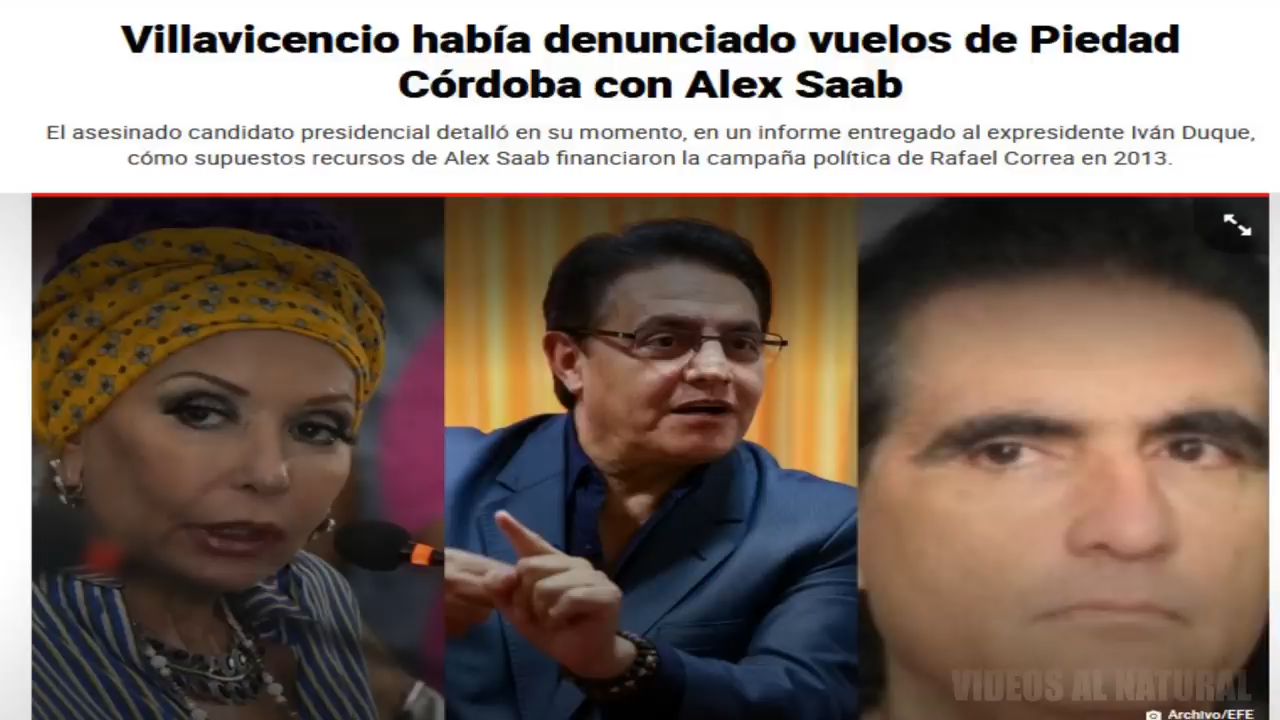 Villavicencio había denunciado vuelos de Piedad
Córdoba con Alex Saab
El asesinado candidato presidencial detalló en su momento, en un informe entregado al expresidente Iván Duque,
cómo supuestos recursos de Alex Saab financiaron la campaña política de Rafael Correa en 2013.
VIDEOS AL NATURAL
Archivo/EFE